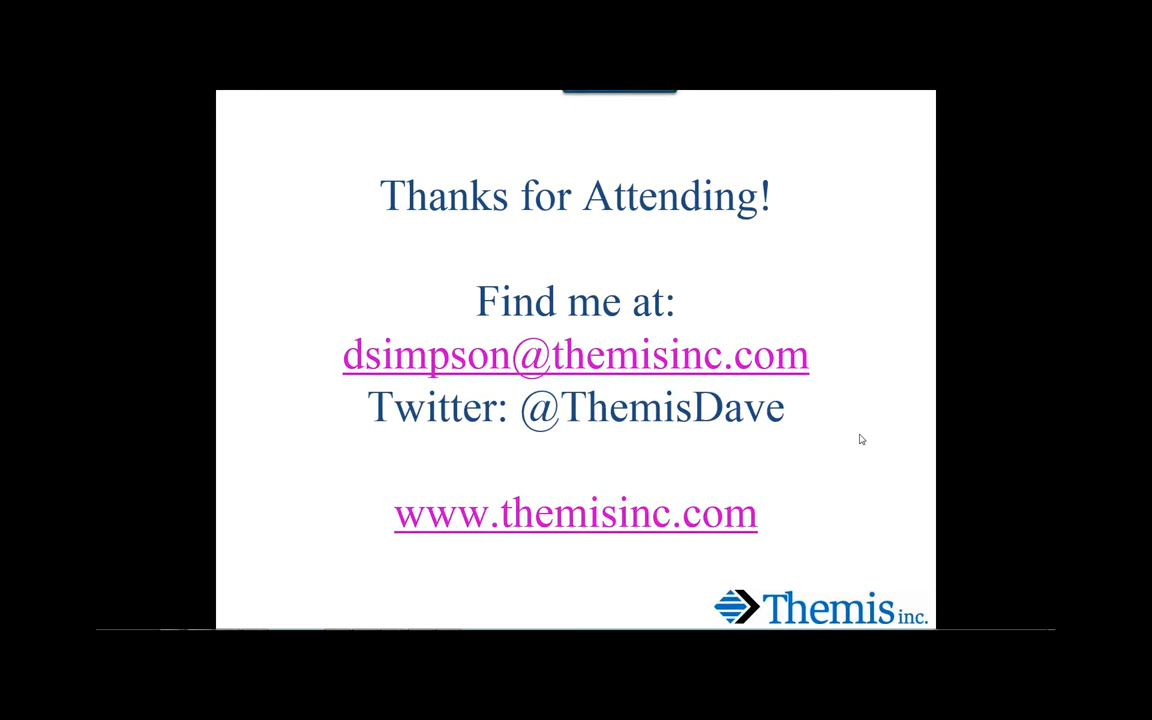 Thanks for Attending!
Find me at:
dsimpson@themisinc.com
Twitter: @ThemisDave
www.themisinc.com
Themis inc.